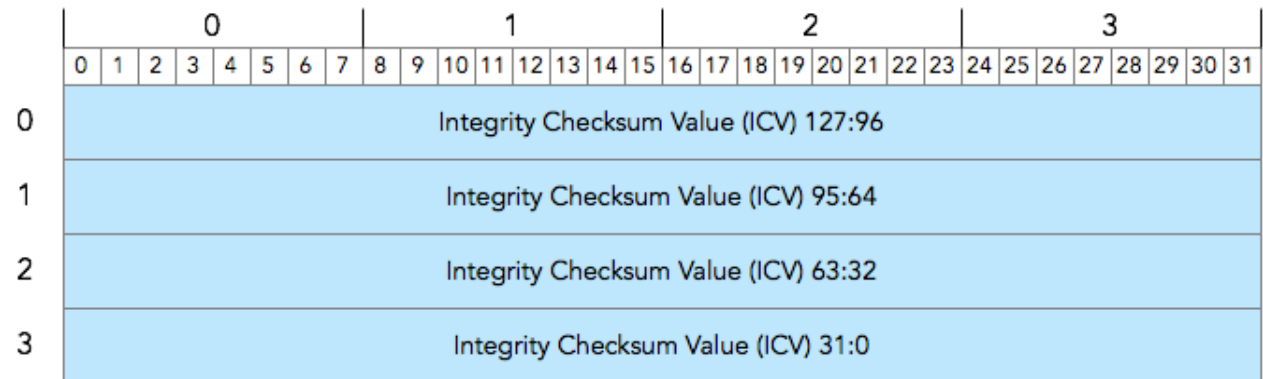 0 1 2 3
0 1 2 3 4 5 6 7 8 9 10 11 12 13 14 15 16 17 18 19 20 21 22 23 24 25 26 27 28 29 30 31
0 Integrity Checksum Value (ICV) 127:96
1 Integrity Checksum Value (ICV) 95:64
2 Integrity Checksum Value (ICV) 63:32
3 Integrity Checksum Value (ICV) 31:0